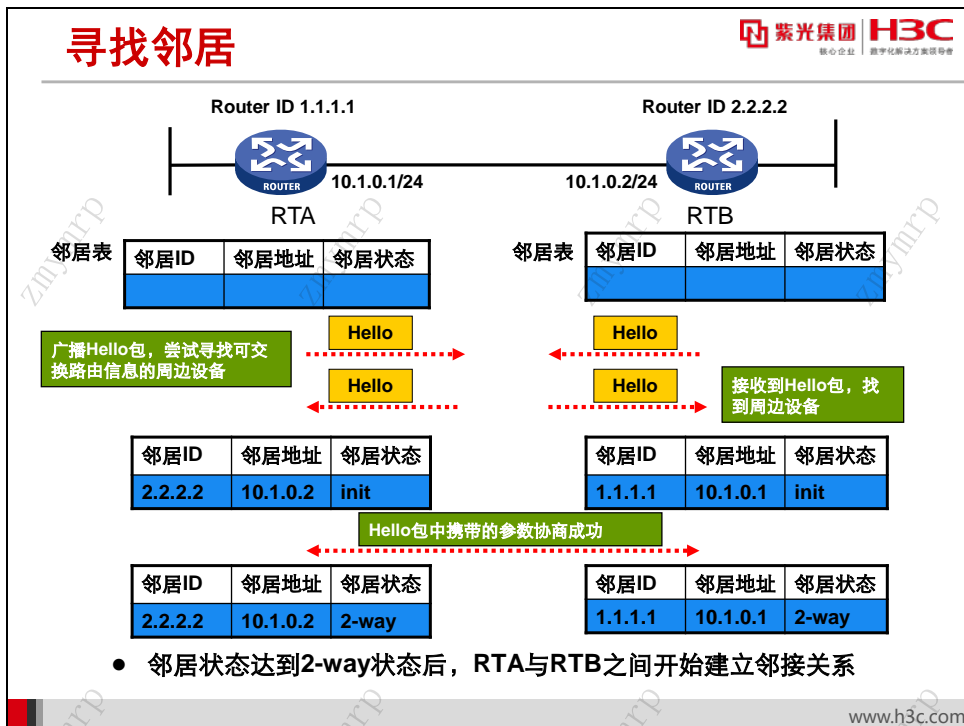 寻找邻居
紫光集团 H3C
核心企业 数字化解决方案领导者
Router ID 1.1.1.1
Router ID 2.2.2.2
ROUTER
10.1.0.1/24
10.1.0.2/24
ROUTER
RTA
RTB
邻居表
邻居ID 邻居地址 邻居状态
邻居表
邻居ID 邻居地址 邻居状态
广播Hello包，尝试寻找可交
换路由信息的周边设备
Hello
Hello
Hello
Hello
接收到Hello包，找
到周边设备
邻居ID 邻居地址 邻居状态
2.2.2.2 10.1.0.2 init
邻居ID 邻居地址 邻居状态
1.1.1.1 10.1.0.1 init
Hello包中携带的参数协商成功
邻居ID 邻居地址 邻居状态
2.2.2.2 10.1.0.2 2-way
邻居ID 邻居地址 邻居状态
1.1.1.1 10.1.0.1 2-way
● 邻居状态达到2-way状态后，RTA与RTB之间开始建立邻接关系
www.h3c.com
zmymrp
zmymrp
zmymrp
zmymrp